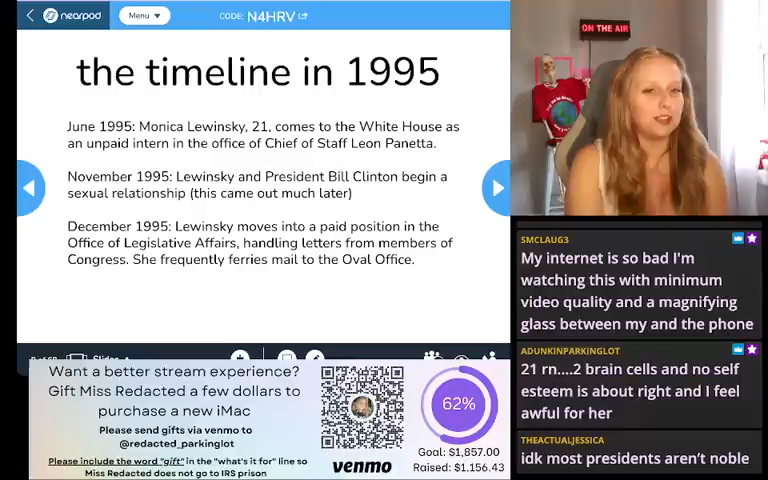 nearpod
Menu
CODE: N4HRV
ON THE AIR
the timeline in 1995
June 1995: Monica Lewinsky, 21, comes to the White House as
an unpaid intern in the office of Chief of Staff Leon Panetta.
November 1995: Lewinsky and President Bill Clinton begin a
sexual relationship (this came out much later)
December 1995: Lewinsky moves into a paid position in the
Office of Legislative Affairs, handling letters from members of
Congress. She frequently ferries mail to the Oval Office.
Slides
Want a better stream experience?
Gift Miss Redacted a few dollars to
purchase a new iMac
Please send gifts via venmo to
@redacted_parkinglot
Please include the word "gift" in the "what's it for" line so
Miss Redacted does not go to IRS prison
venmo
62%
Goal: $1,857.00
Raised: $1,156.43
SMCLAUG3
My internet is so bad I'm
watching this with minimum
video quality and a magnifying
glass between my and the phone
ADUNKINPARKINGLOT
21 rn....2 brain cells and no self
esteem is about right and I feel
awful for her
THEACTUALJESSICA
idk most presidents aren't noble